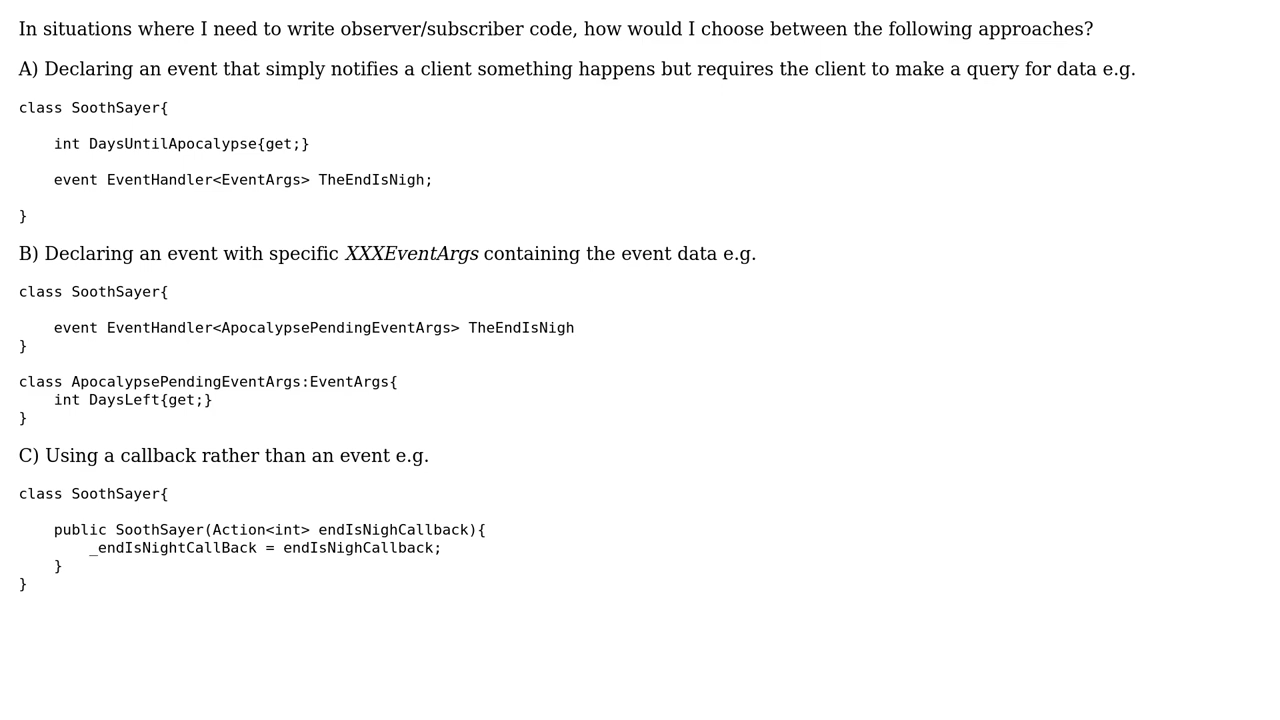 In situations where I need to write observer/subscriber code, how would I choose between the following approaches?
A) Declaring an event that simply notifies a client something happens but requires the client to make a query for data e.g.
class SoothSayer{
    int DaysUntilApocalypse{get;}
    event EventHandler<EventArgs> TheEndIsNigh;
}
B) Declaring an event with specific XXXEventArgs containing the event data e.g.
class SoothSayer{
    event EventHandler<ApocalypsePendingEventArgs> TheEndIsNigh
}
class ApocalypsePendingEventArgs:EventArgs{
    int DaysLeft{get;}
}
C) Using a callback rather than an event e.g.
class SoothSayer{
    public SoothSayer(Action<int> endIsNighCallback){
        _endIsNightCallBack = endIsNighCallback;
    }
}